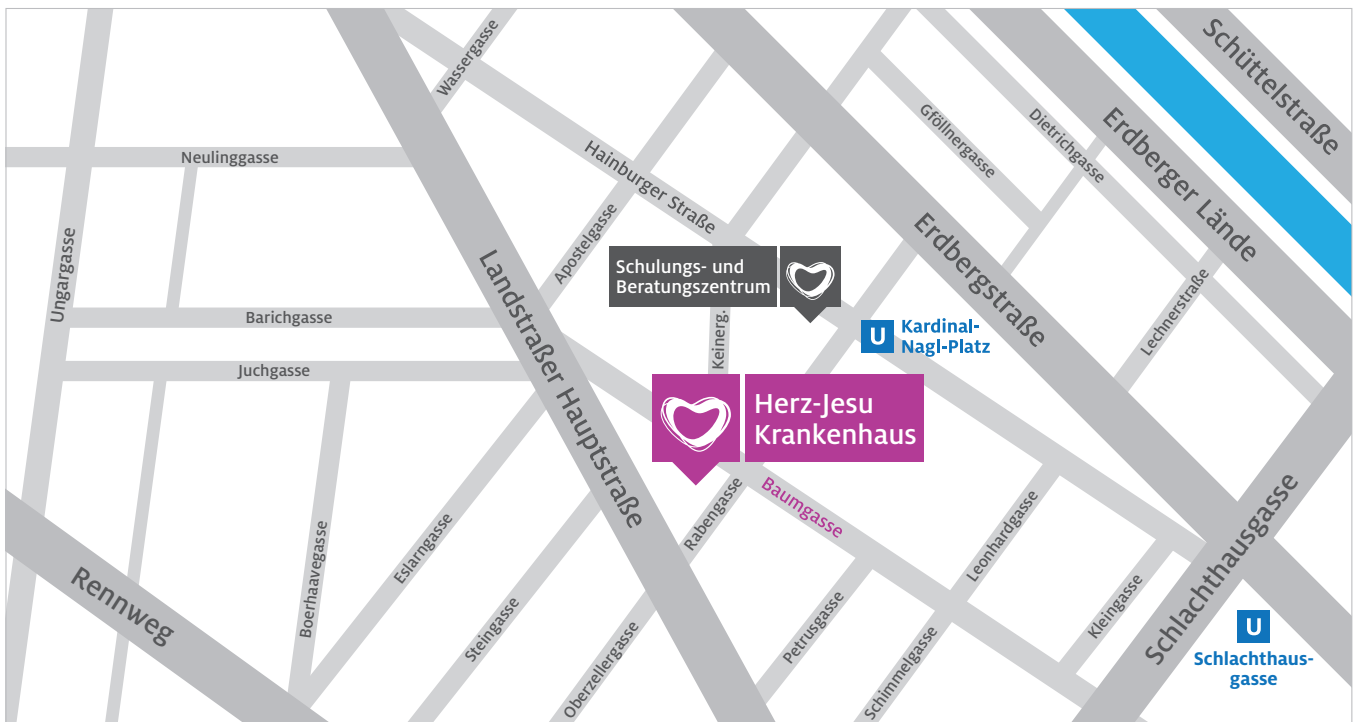 Schüttelstraße
Wassergasse
Gföllnergasse
Dietrichgasse
Erdberger Lände
Neulinggasse
Hainburger Straße
Ungargasse
Apostelgasse
Landstraßer Hauptstraße
Erdbergstraße
Schulungs- und
Beratungszentrum
Lechnerstraße
Barichgasse
Keinerg.
U
Kardinal-
Nagl-Platz
Juchgasse
Herz-Jesu
Krankenhaus
Baumgasse
Rabengasse
Leonhardgasse
Schlachthausgasse
Eslarngasse
Boerhaavegasse
Rennweg
Steingasse
Oberzellergasse
Petrusgasse
Schimmelgasse
Kleingasse
U
Schlachthaus-
gasse